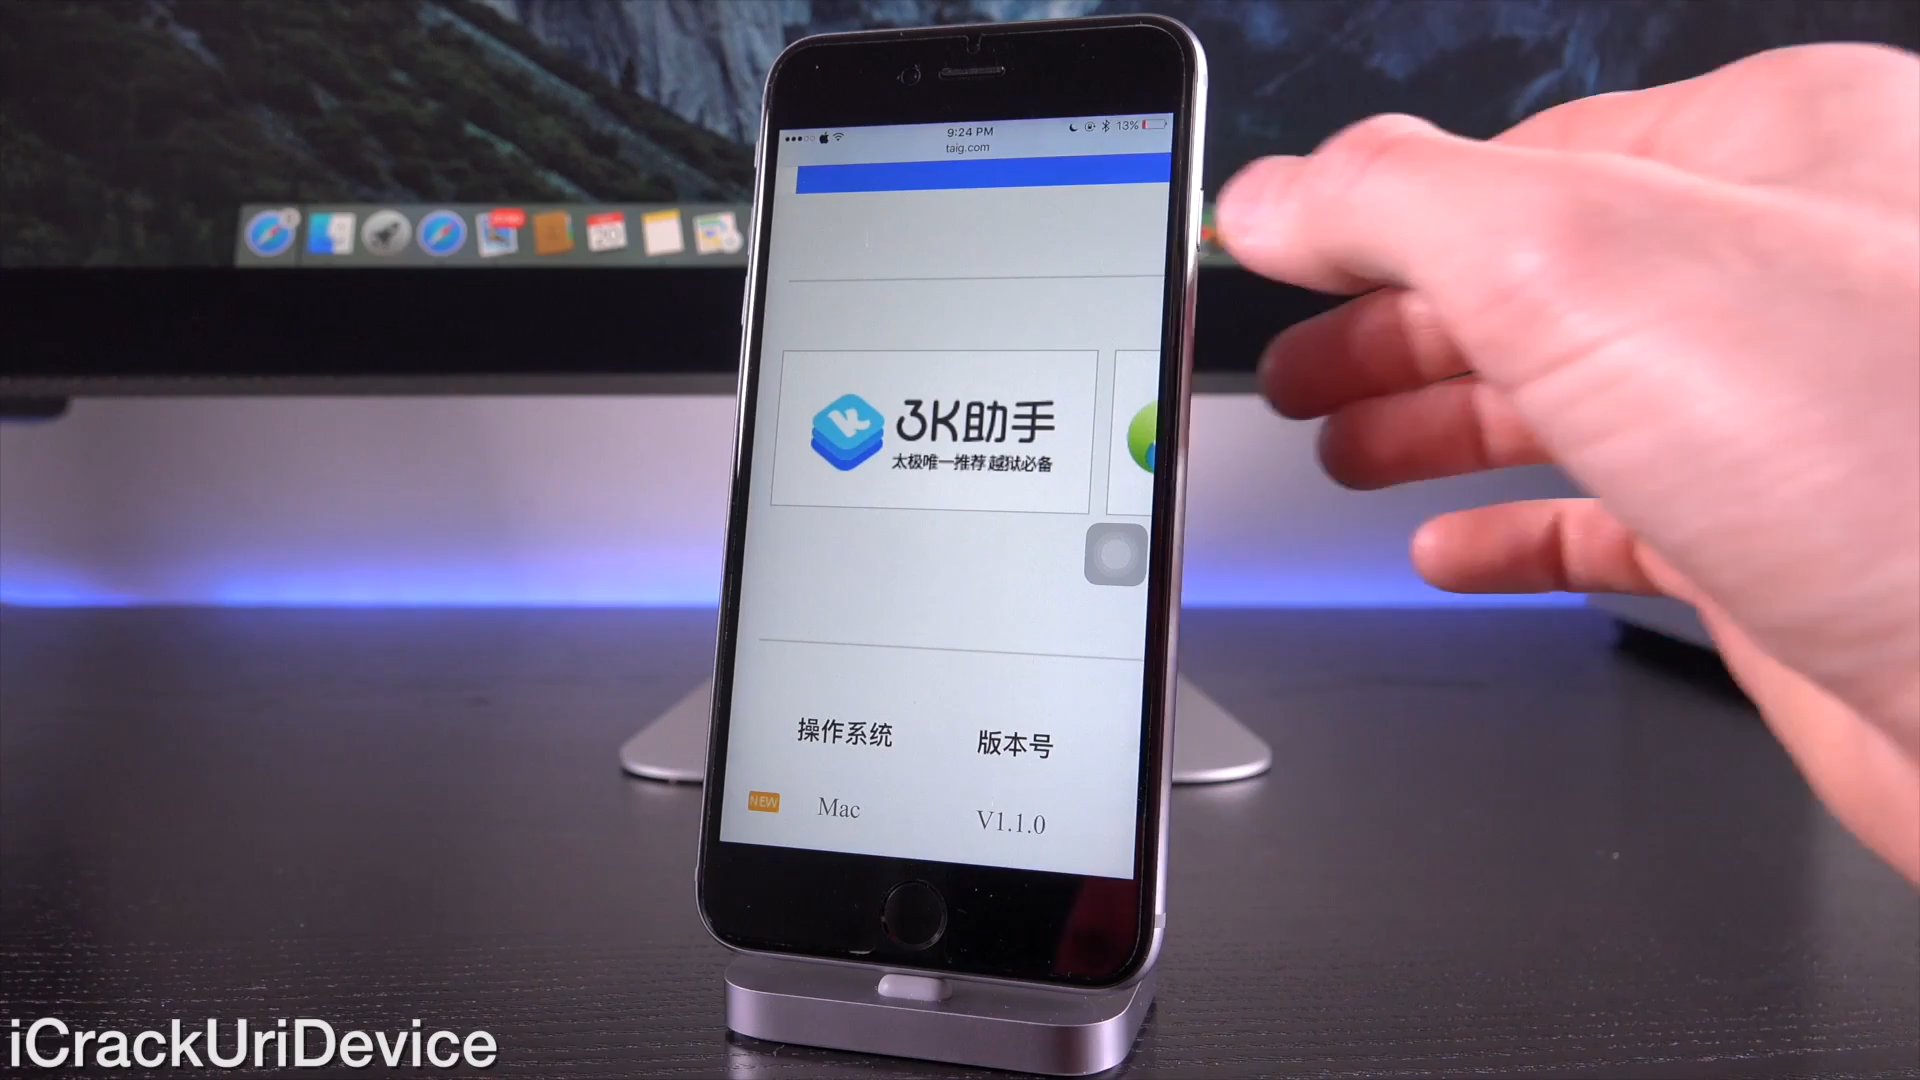 9:24 PM
13%
taig.com
20
3K助手
太极唯一推荐 越狱必备
操作系统
版本号
NEW
Mac
V1.1.0
iCrackUriDevice